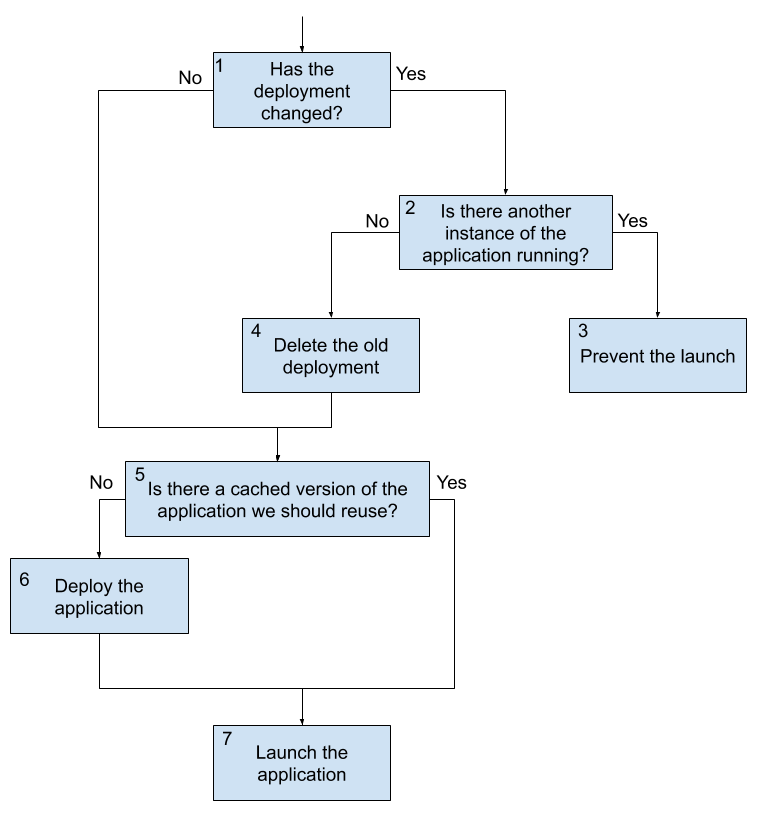 1
Has the
deployment
changed?
No
Yes
2
Is there another
instance of the
application running?
No
Yes
4
Delete the old
deployment
3
Prevent the launch
5
Is there a cached version of the
application we should reuse?
No
Yes
6
Deploy the
application
7
Launch the
application